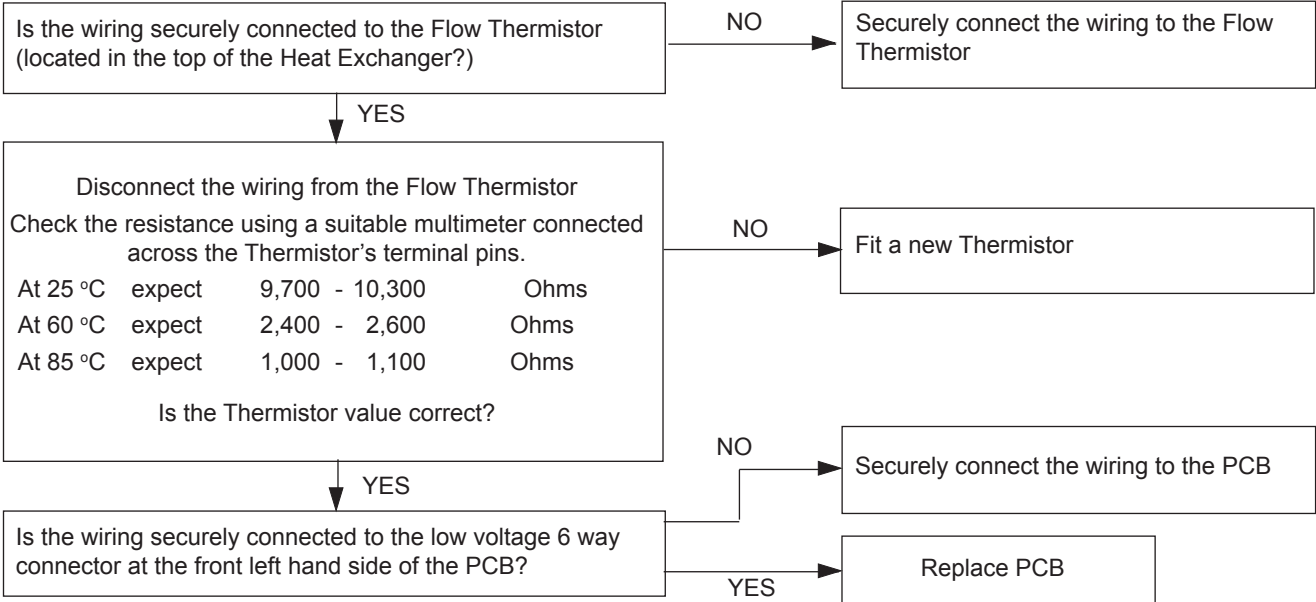 Is the wiring securely connected to the Flow Thermistor
(located in the top of the Heat Exchanger?)
NO
Securely connect the wiring to the Flow
Thermistor
YES
Disconnect the wiring from the Flow Thermistor
Check the resistance using a suitable multimeter connected
across the Thermistor’s terminal pins.
At 25 °C expect 9,700 - 10,300 Ohms
At 60 °C expect 2,400 - 2,600 Ohms
At 85 °C expect 1,000 - 1,100 Ohms
Is the Thermistor value correct?
NO
Fit a new Thermistor
YES
Is the wiring securely connected to the low voltage 6 way
connector at the front left hand side of the PCB?
NO
Securely connect the wiring to the PCB
YES
Replace PCB